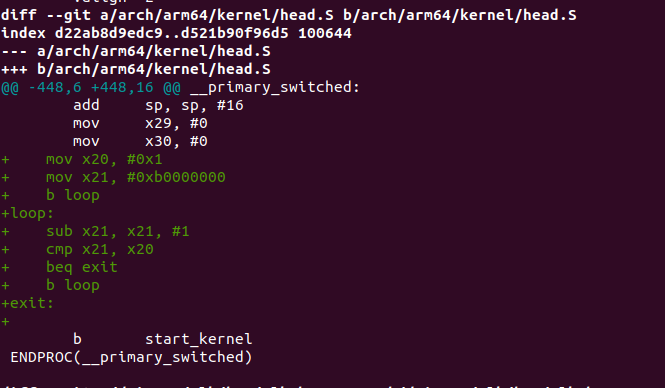 diff --git a/arch/arm64/kernel/head.S b/arch/arm64/kernel/head.S
index d22ab8d9edc9..d521b90f96d5 100644
--- a/arch/arm64/kernel/head.S
+++ b/arch/arm64/kernel/head.S
@@ -448,6 +448,16 @@ __primary_switched:
        add     sp, sp, #16
        mov     x29, #0
        mov     x30, #0
+    mov x20, #0x1
+    mov x21, #0xb0000000
+    b loop
+loop:
+    sub x21, x21, #1
+    cmp x21, x20
+    beq exit
+    b loop
+exit:
+
        b       start_kernel
 ENDPROC(__primary_switched)